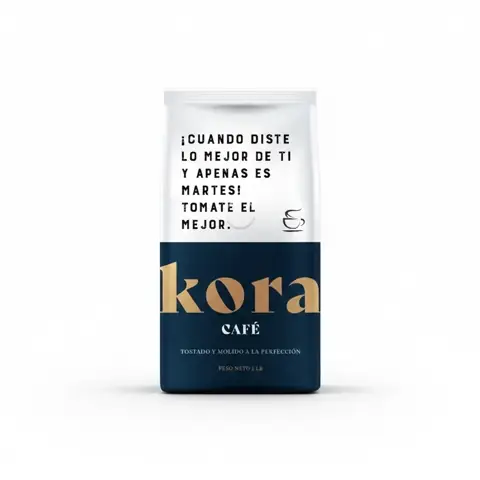 ¡CUANDO DISTE
LO MEJOR DE TI
Y APENAS ES
MARTES!
TOMATE EL
MEJOR.
kora
CAFÉ
TOSTADO Y MOLIDO A LA PERFECCIÓN
PESO NETO 1 LB